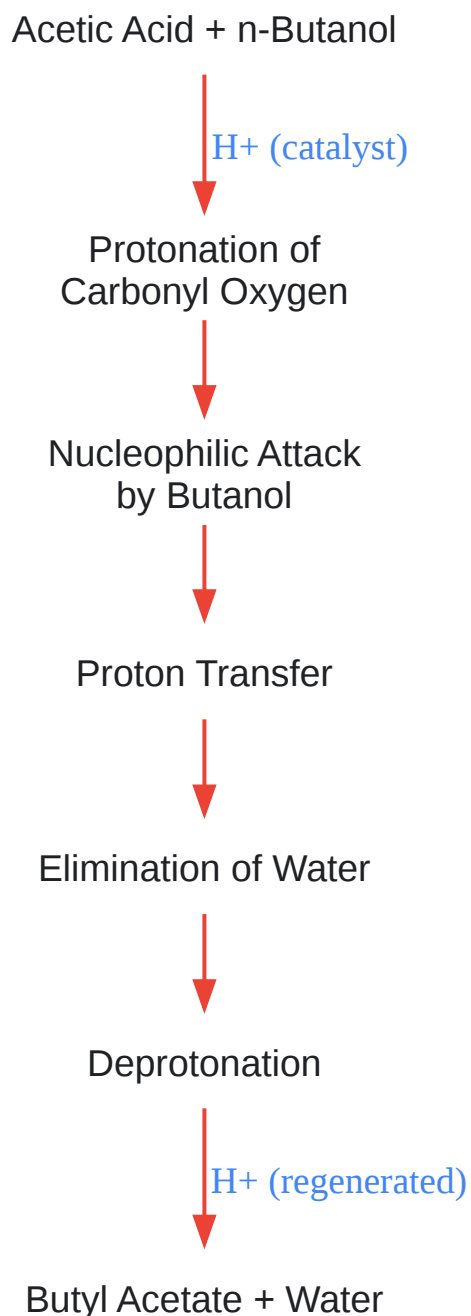 Acetic Acid + n-Butanol
H+ (catalyst)
Protonation of
Carbonyl Oxygen
Nucleophilic Attack
by Butanol
Proton Transfer
Elimination of Water
Deprotonation
H+ (regenerated)
Butyl Acetate + Water